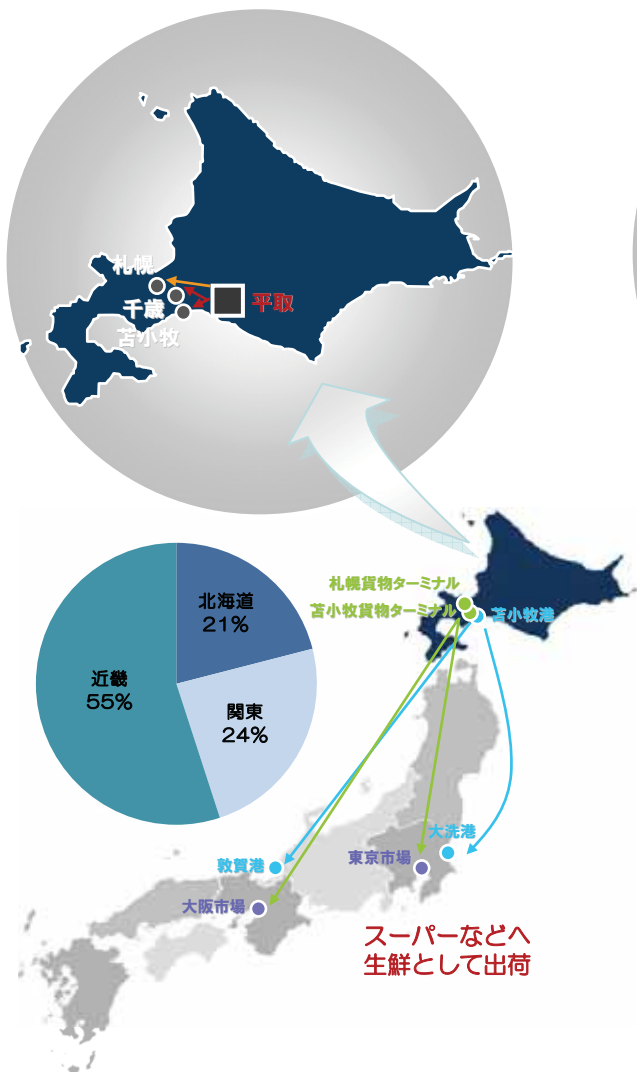 札幌
平取
千歳
苫小牧
札幌貨物ターミナル
苫小牧貨物ターミナル
苫小牧港
北海道
21%
近畿
55%
関東
24%
大洗港
東京市場
敦賀港
大阪市場
スーパーなどへ
生鮮として出荷